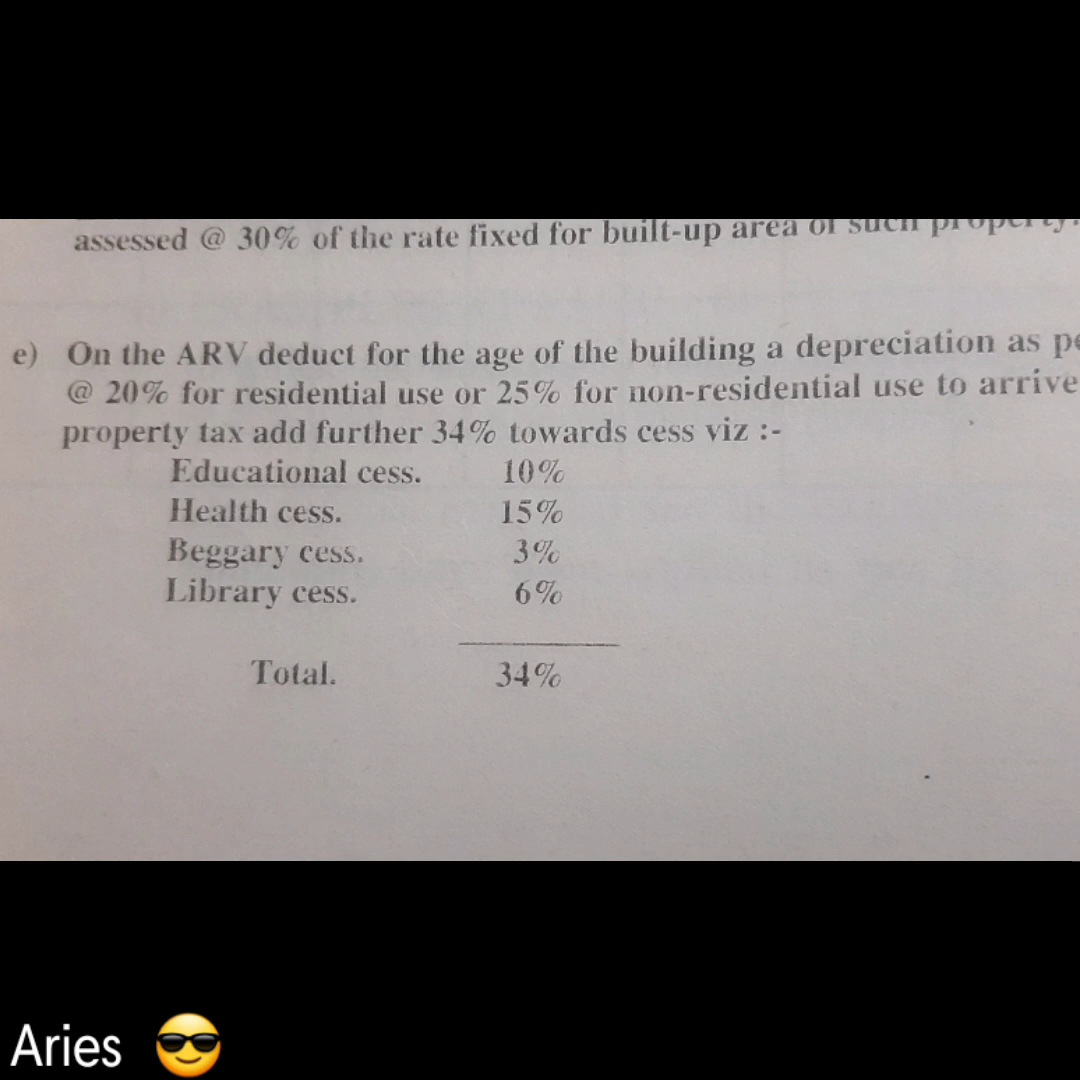 assessed @ 30% of the rate fixed for built-up area of such property.
e) On the ARV deduct for the age of the building a depreciation as
@ 20% for residential use or 25% for non-residential use to arrive
property tax add further 34% towards cess viz :-
Educational cess. 10%
Health cess. 15%
Beggary cess. 3%
Library cess. 6%
Total. 34%
Aries 😎